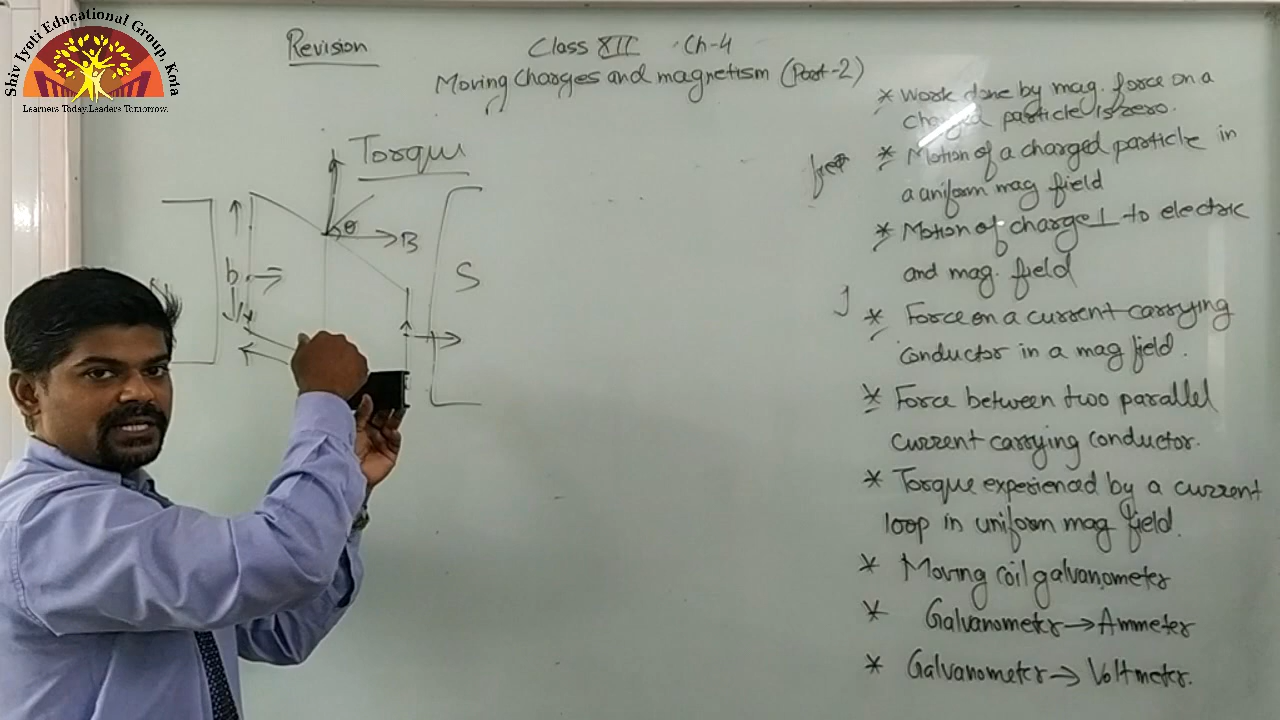 Shiv Jyoti Educational Group, Kota
Learners Today.Leaders Tomorrow.
Revision
Class XII Ch-4
Moving charges and magnetism (Part-2)
Torque
θ
B
b
S
* Work done by mag. force on a
charged particle is zero.
* Motion of a charged particle in
a uniform mag field
* Motion of charge ⊥ to electric
and mag. field
* Force on a current carrying
conductor in a mag field.
* Force between two parallel
current carrying conductor.
* Torque experienced by a current
loop in uniform mag field.
* Moving coil galvanometer
* Galvanometer → Ammeter
* Galvanometer → Voltmeter.